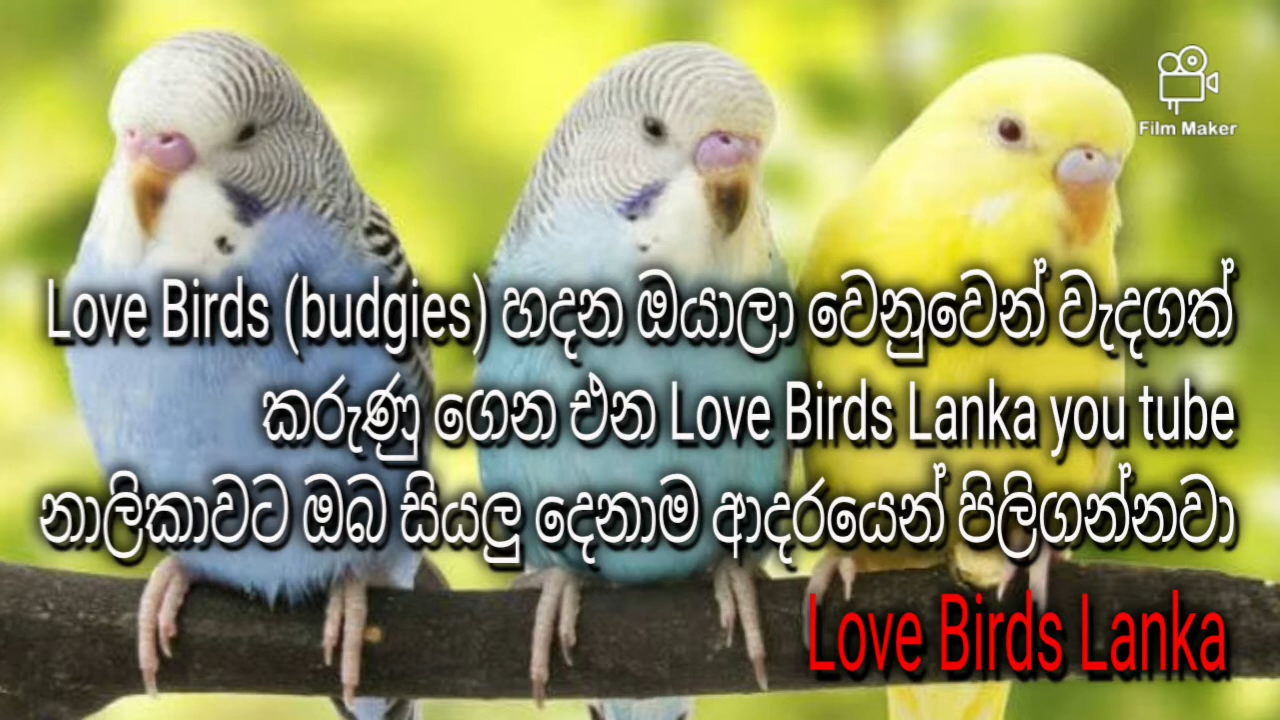 Film Maker
Love Birds (budgies) හදන ඔයාලා වෙනුවෙන් වැදගත්
කරුණු ගෙන එන Love Birds Lanka you tube
නාලිකාවට ඔබ සියලු දෙනාම ආදරයෙන් පිලිගන්නවා
Love Birds Lanka